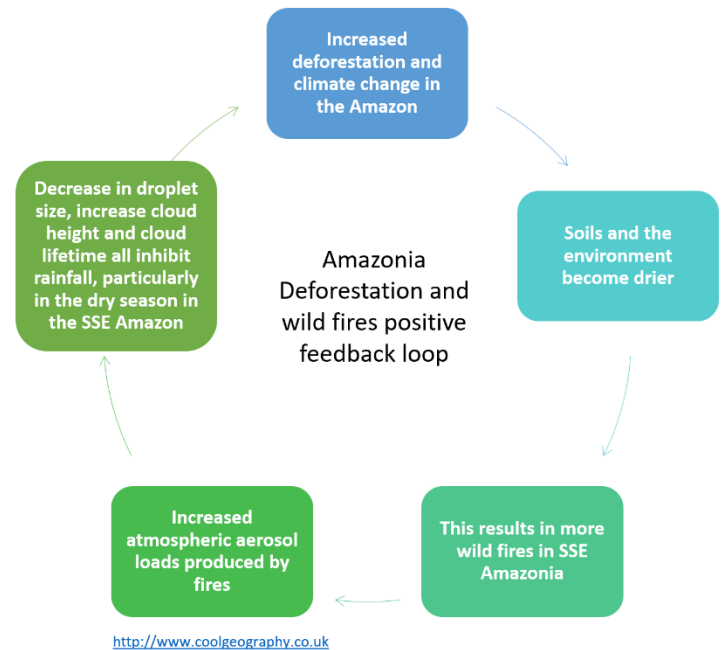 Increased
deforestation and
climate change in
the Amazon
Soils and the
environment
become drier
This results in more
wild fires in SSE
Amazonia
Increased
atmospheric aerosol
loads produced by
fires
Decrease in droplet
size, increase cloud
height and cloud
lifetime all inhibit
rainfall, particularly
in the dry season in
the SSE Amazon
Amazonia
Deforestation and
wild fires positive
feedback loop
http://www.coolgeography.co.uk